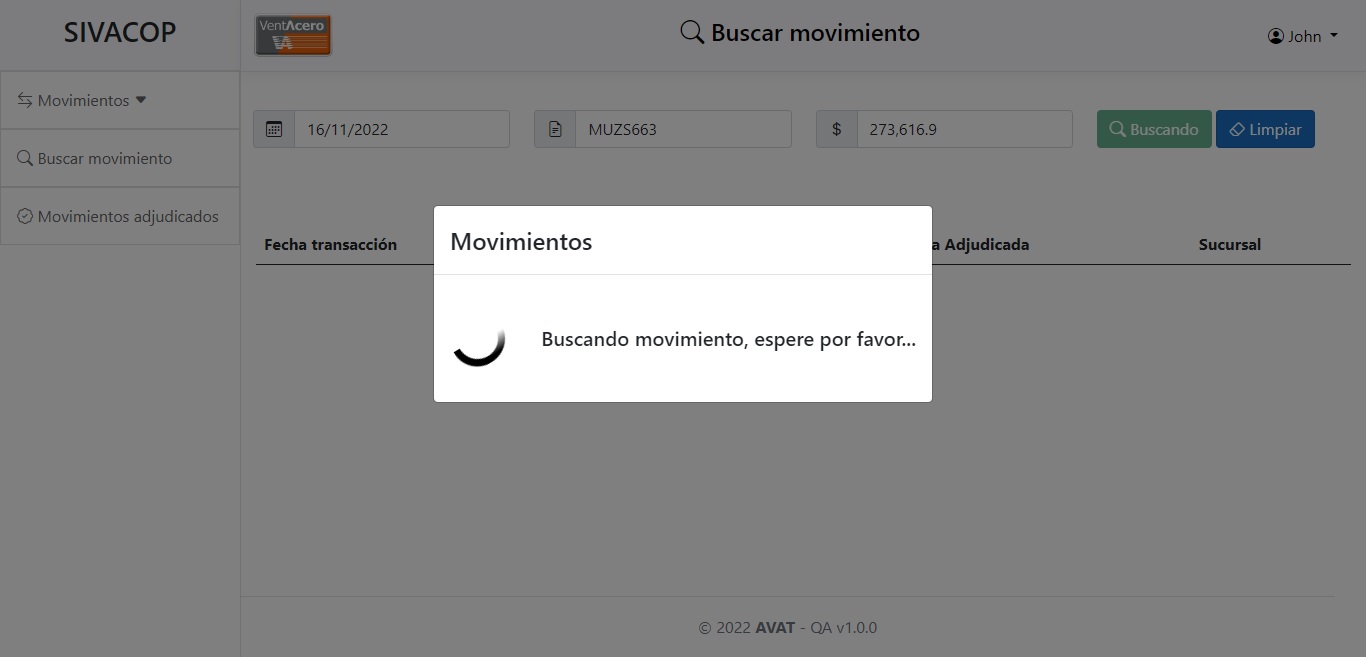 SIVACOP
VentAcero
VA
Buscar movimiento
John
Movimientos
Buscar movimiento
Movimientos adjudicados
16/11/2022
MUZS663
$
273,616.9
Buscando
Limpiar
Fecha transacción
a Adjudicada
Sucursal
Movimientos
Buscando movimiento, espere por favor...
© 2022 AVAT - QA v1.0.0